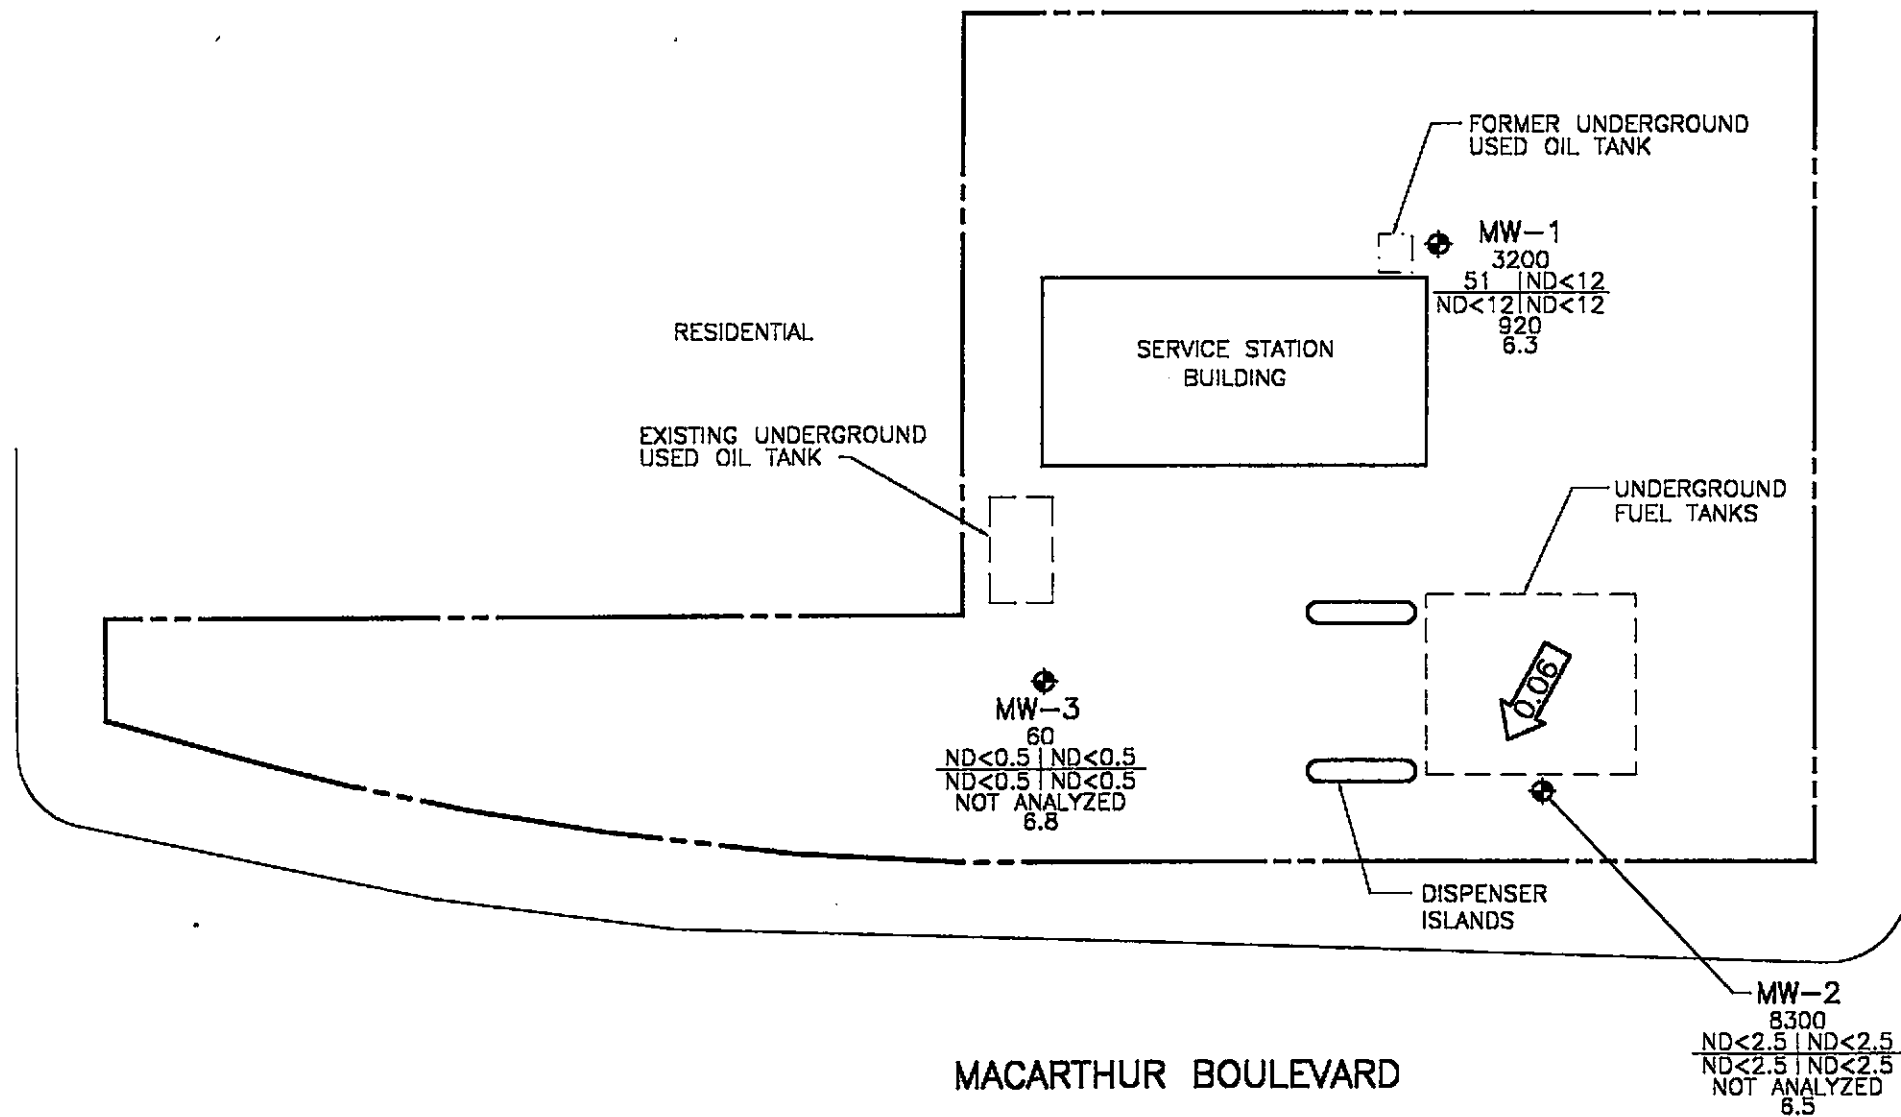 FORMER UNDERGROUND
USED OIL TANK
MW-1
3200
51 | ND<12
ND<12 | ND<12
920
6.3
RESIDENTIAL
SERVICE STATION
BUILDING
EXISTING UNDERGROUND
USED OIL TANK
UNDERGROUND
FUEL TANKS
0.06
MW-3
60
ND<0.5 | ND<0.5
ND<0.5 | ND<0.5
NOT ANALYZED
6.8
DISPENSER
ISLANDS
MW-2
8300
ND<2.5 | ND<2.5
ND<2.5 | ND<2.5
NOT ANALYZED
6.5
MACARTHUR BOULEVARD